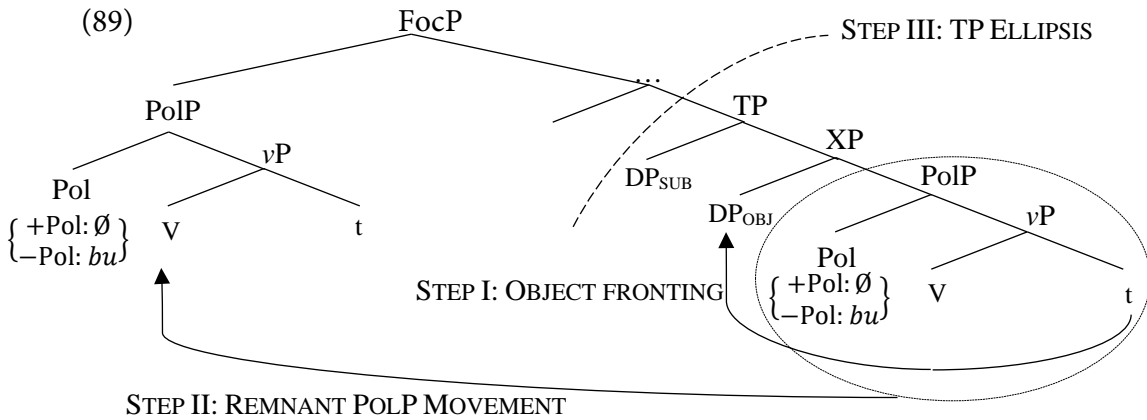 (89)
FocP
STEP III: TP ELLIPSIS
…
PolP
TP
vP
XP
Pol
DPSUB
PolP
{+Pol: Ø
−Pol: bu}
V
t
DPOBJ
vP
Pol
STEP I: OBJECT FRONTING
{+Pol: Ø
−Pol: bu}
V
t
STEP II: REMNANT POLP MOVEMENT